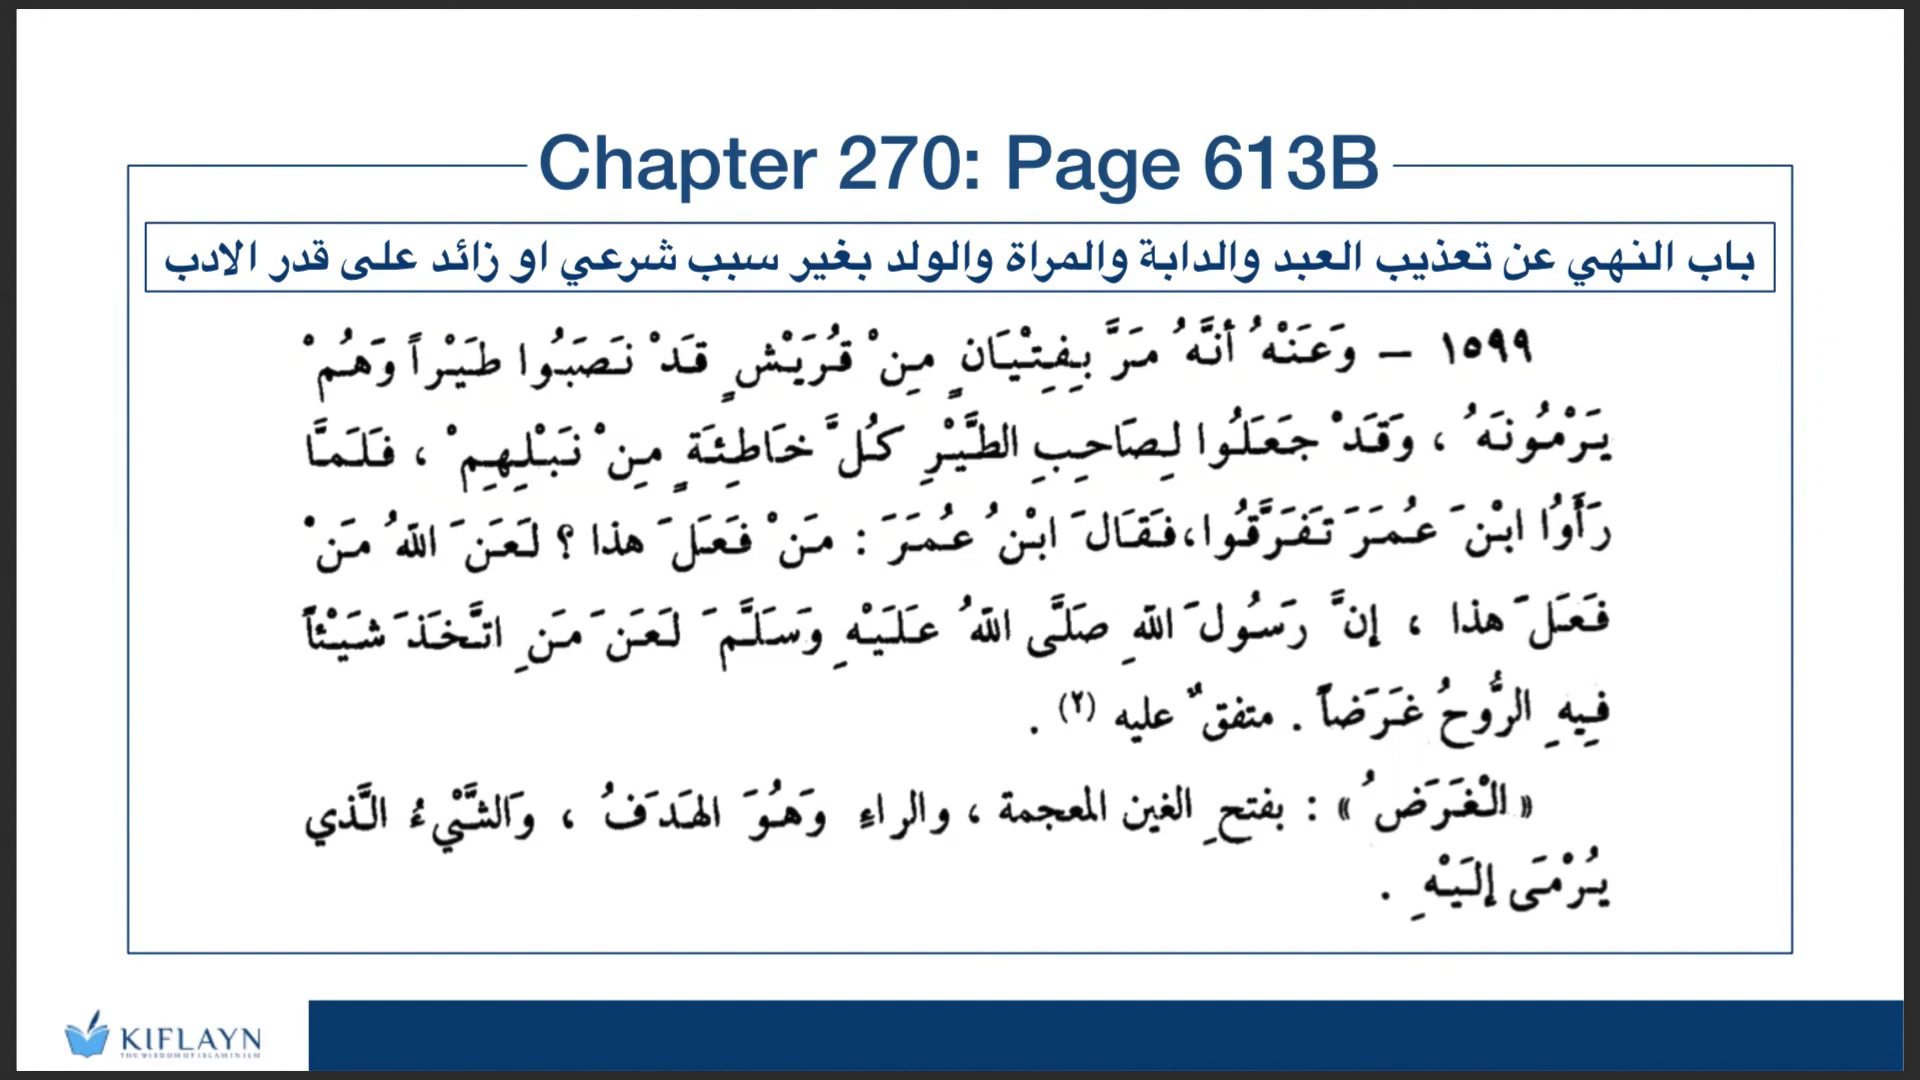 Chapter 270: Page 613B
باب النهي عن تعذيب العبد والدابة والمراة والولد بغير سبب شرعي او زائد على قدر الادب
١٥٩٩ – وَعَنْهُ أَنَّهُ مَرَّ بِفِتْيَانٍ مِنْ قُرَيْشٍ قَدْ نَصَبُوا طَيْراً وَهُمْ
يَرْمُونَهُ ، وَقَدْ جَعَلُوا لِصَاحِبِ الطَّيْرِ كُلَّ خَاطِئَةٍ مِنْ نَبْلِهِمْ ، فَلَمَّا
رَأَوُا ابْنَ عُمَرَ تَفَرَّقُوا، فَقَالَ ابْنُ عُمَرَ : مَنْ فَعَلَ هذا ؟ لَعَنَ اللهُ مَنْ
فَعَلَ هذا ، إنَّ رَسُولَ اللهِ صَلَّى اللهُ عَلَيْهِ وَسَلَّمَ لَعَنَ مَنِ اتَّخَذَ شَيْئاً
فِيهِ الرُّوحُ غَرَضاً . متفقٌ عليه (٢) .
« الْغَرَضُ » : بفتحِ الغين المعجمة ، والراءِ وَهُوَ الهَدَفُ ، وَالشَّيْءُ الَّذي
يُرْمَى إلَيْهِ .
KIFLAYN